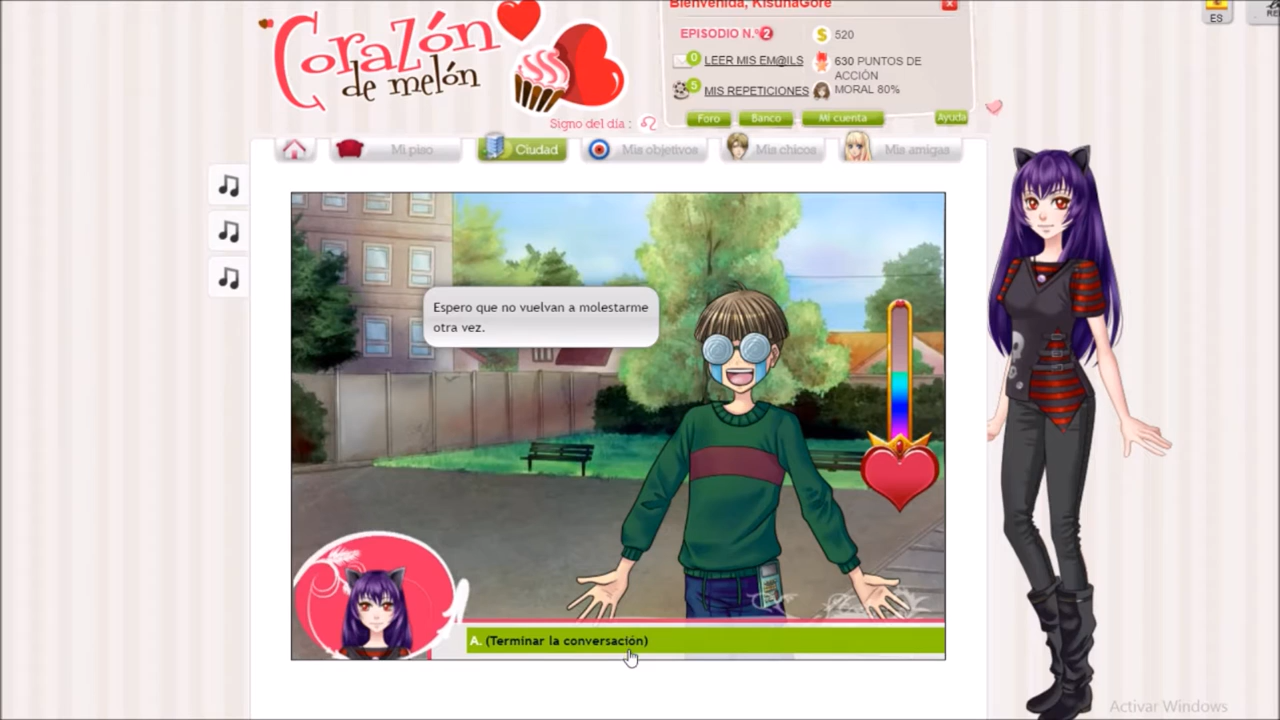 Corazón
de melón
Bienvenida, KisunaGore
EPISODIO N.º 2
520
0 LEER MIS EM@ILS
630 PUNTOS DE
ACCIÓN
5 MIS REPETICIONES
MORAL 80%
Foro
Banco
Mi cuenta
Ayuda
Signo del día :
ES
Mi piso
Ciudad
Mis objetivos
Mis chicos
Mis amigas
Espero que no vuelvan a molestarme
otra vez.
A. (Terminar la conversación)
Activar Windows